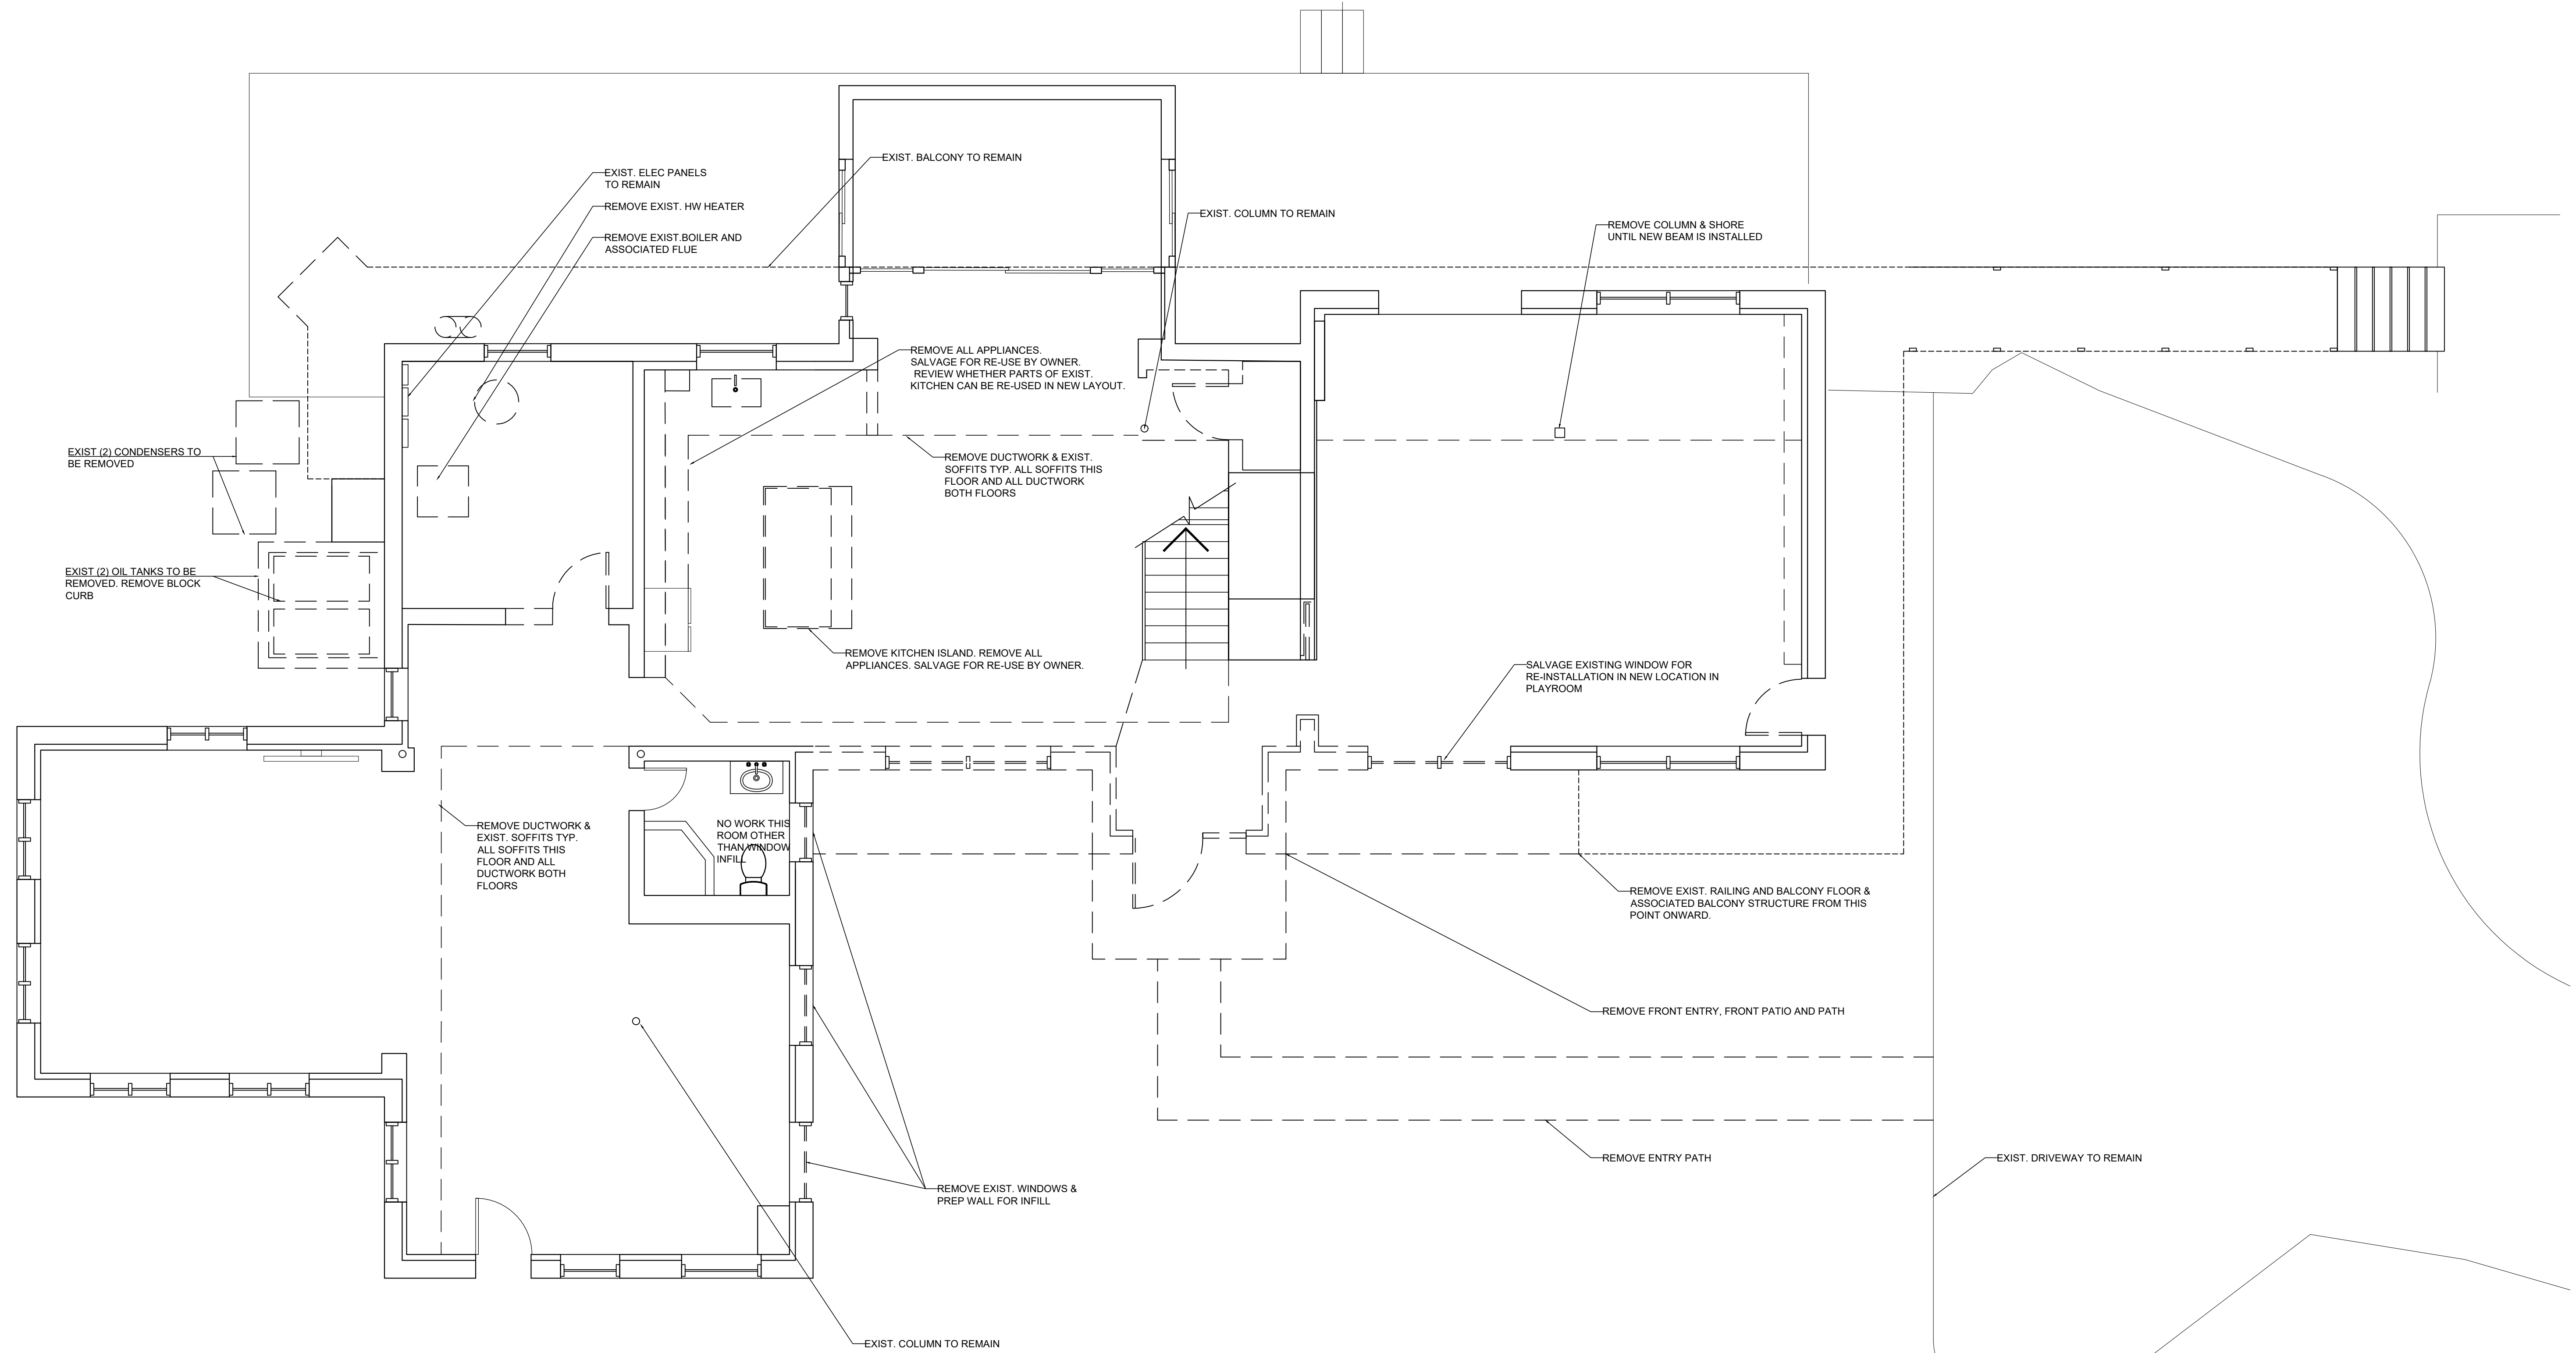 EXIST. BALCONY TO REMAIN
EXIST. ELEC PANELS
TO REMAIN
REMOVE EXIST. HW HEATER
REMOVE EXIST.BOILER AND
ASSOCIATED FLUE
EXIST. COLUMN TO REMAIN
REMOVE COLUMN & SHORE
UNTIL NEW BEAM IS INSTALLED
REMOVE ALL APPLIANCES.
SALVAGE FOR RE-USE BY OWNER.
REVIEW WHETHER PARTS OF EXIST.
KITCHEN CAN BE RE-USED IN NEW LAYOUT.
EXIST (2) CONDENSERS TO
BE REMOVED
REMOVE DUCTWORK & EXIST.
SOFFITS TYP. ALL SOFFITS THIS
FLOOR AND ALL DUCTWORK
BOTH FLOORS
EXIST (2) OIL TANKS TO BE
REMOVED. REMOVE BLOCK
CURB
REMOVE KITCHEN ISLAND. REMOVE ALL
APPLIANCES. SALVAGE FOR RE-USE BY OWNER.
SALVAGE EXISTING WINDOW FOR
RE-INSTALLATION IN NEW LOCATION IN
PLAYROOM
REMOVE DUCTWORK &
EXIST. SOFFITS TYP.
ALL SOFFITS THIS
FLOOR AND ALL
DUCTWORK BOTH
FLOORS
NO WORK THIS
ROOM OTHER
THAN WINDOW
INFILL
REMOVE EXIST. RAILING AND BALCONY FLOOR &
ASSOCIATED BALCONY STRUCTURE FROM THIS
POINT ONWARD.
REMOVE FRONT ENTRY, FRONT PATIO AND PATH
REMOVE ENTRY PATH
EXIST. DRIVEWAY TO REMAIN
REMOVE EXIST. WINDOWS &
PREP WALL FOR INFILL
EXIST. COLUMN TO REMAIN